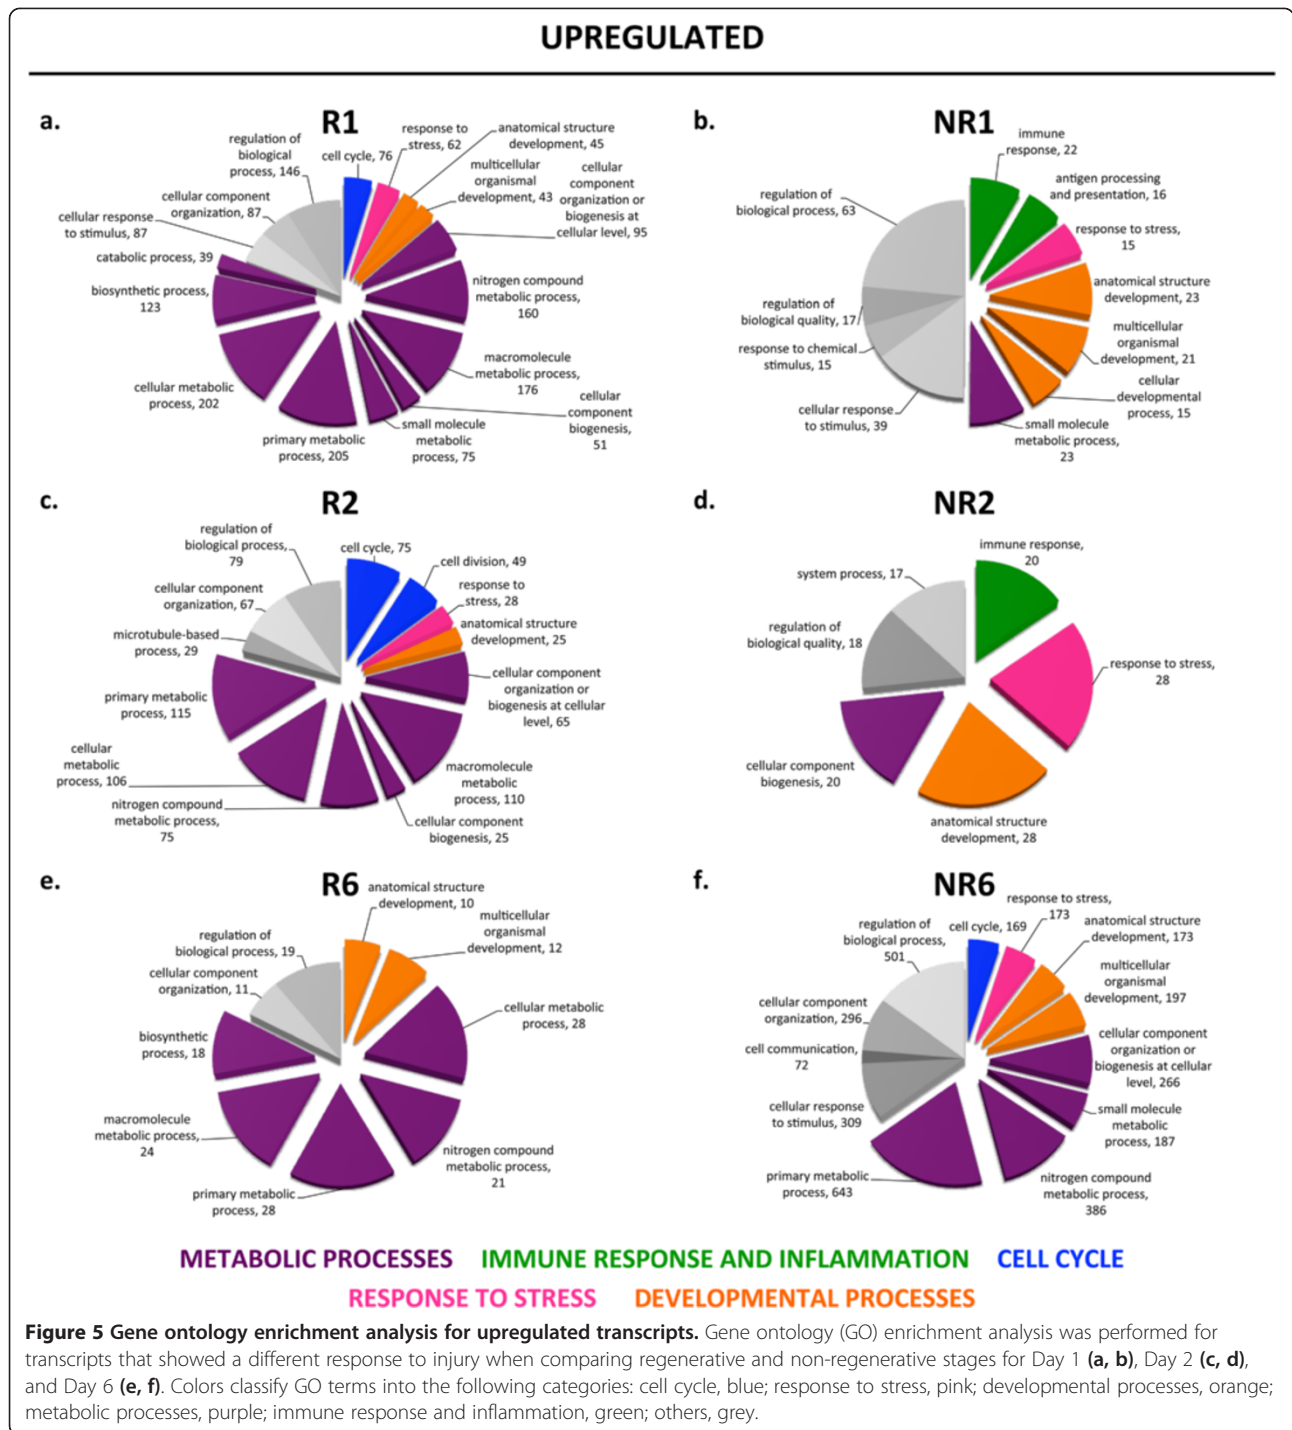 UPREGULATED
a.
R1
regulation of
biological
process, 146
cell cycle, 76
response to
stress, 62
anatomical structure
development, 45
multicellular
organismal
development, 43
cellular
component
organization or
biogenesis at
cellular level, 95
cellular component
organization, 87
cellular response
to stimulus, 87
catabolic process, 39
biosynthetic process,
123
nitrogen compound
metabolic process,
160
macromolecule
metabolic process,
176
cellular metabolic
process, 202
cellular
component
biogenesis,
51
small molecule
metabolic
process, 75
primary metabolic
process, 205
b.
NR1
immune
response, 22
antigen processing
and presentation, 16
response to stress,
15
regulation of
biological process, 63
anatomical structure
development, 23
regulation of
biological quality, 17
multicellular
organismal
development, 21
response to chemical
stimulus, 15
cellular
developmental
process, 15
cellular response
to stimulus, 39
small molecule
metabolic process,
23
c.
R2
regulation of
biological process,
79
cell cycle, 75
cell division, 49
response to
stress, 28
cellular component
organization, 67
anatomical structure
development, 25
microtubule-based
process, 29
cellular component
organization or
biogenesis at cellular
level, 65
primary metabolic
process, 115
cellular
metabolic
process, 106
macromolecule
metabolic
process, 110
nitrogen compound
metabolic process,
75
cellular component
biogenesis, 25
d.
NR2
immune response,
20
system process, 17
regulation of
biological quality, 18
response to stress,
28
cellular component
biogenesis, 20
anatomical structure
development, 28
e.
R6
anatomical structure
development, 10
multicellular
organismal
development, 12
regulation of
biological process, 19
cellular component
organization, 11
cellular metabolic
process, 28
biosynthetic
process, 18
macromolecule
metabolic process,
24
nitrogen compound
metabolic process,
21
primary metabolic
process, 28
f.
NR6
response to stress,
173
cell cycle, 169
regulation of
biological process,
501
anatomical structure
development, 173
multicellular
organismal
development, 197
cellular component
organization, 296
cellular component
organization or
biogenesis at cellular
level, 266
cell communication,
72
cellular response
to stimulus, 309
small molecule
metabolic
process, 187
primary metabolic
process, 643
nitrogen compound
metabolic process,
386
METABOLIC PROCESSES IMMUNE RESPONSE AND INFLAMMATION CELL CYCLE
RESPONSE TO STRESS DEVELOPMENTAL PROCESSES
Figure 5 Gene ontology enrichment analysis for upregulated transcripts. Gene ontology (GO) enrichment analysis was performed for
transcripts that showed a different response to injury when comparing regenerative and non-regenerative stages for Day 1 (a, b), Day 2 (c, d),
and Day 6 (e, f). Colors classify GO terms into the following categories: cell cycle, blue; response to stress, pink; developmental processes, orange;
metabolic processes, purple; immune response and inflammation, green; others, grey.